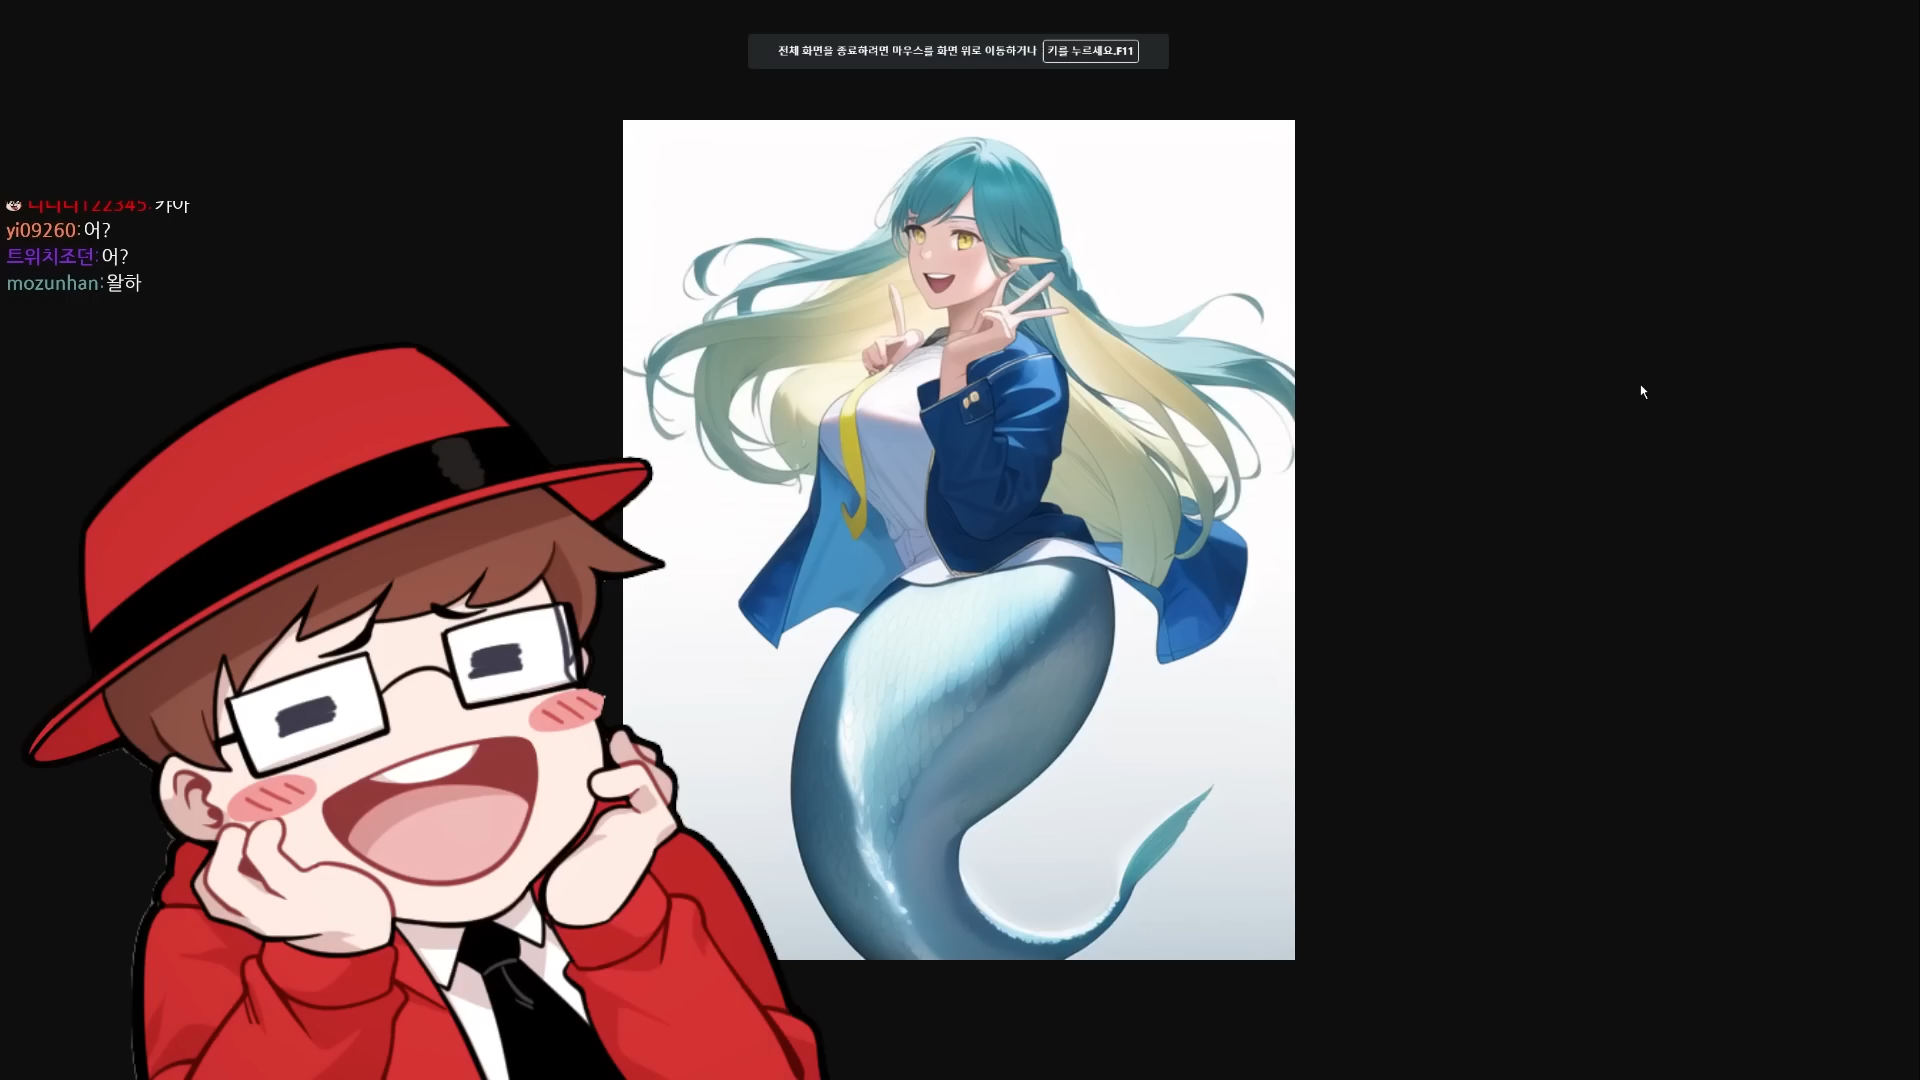 전체 화면을 종료하려면 마우스를 화면 위로 이동하거나 키를 누르세요.F11
yi09260: 어?
트위치조던: 어?
mozunhan: 왈하